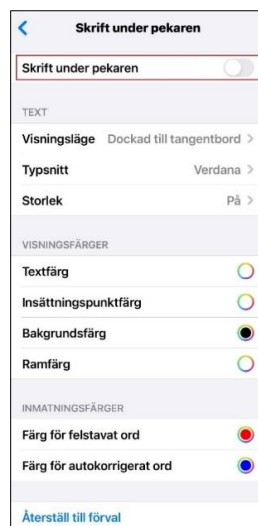 Skrift under pekaren
Skrift under pekaren
TEXT
Visningsläge Dockad till tangentbord
Typsnitt Verdana
Storlek På
VISNINGSFÄRGER
Textfärg
Insättningspunktfärg
Bakgrundsfärg
Ramfärg
INMATNINGSFÄRGER
Färg för felstavat ord
Färg för autokorrigerat ord
Återställ till förval